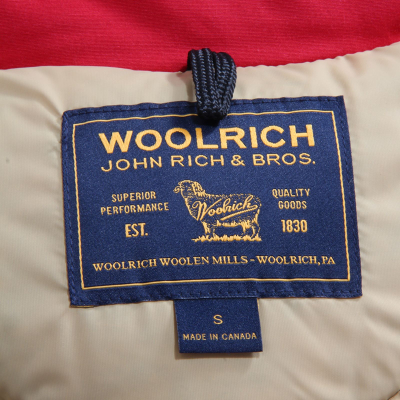 WOOLRICH
JOHN RICH & BROS.
SUPERIOR PERFORMANCE
EST.
Woolrich
QUALITY GOODS
1830
WOOLRICH WOOLEN MILLS - WOOLRICH, PA
S
MADE IN CANADA